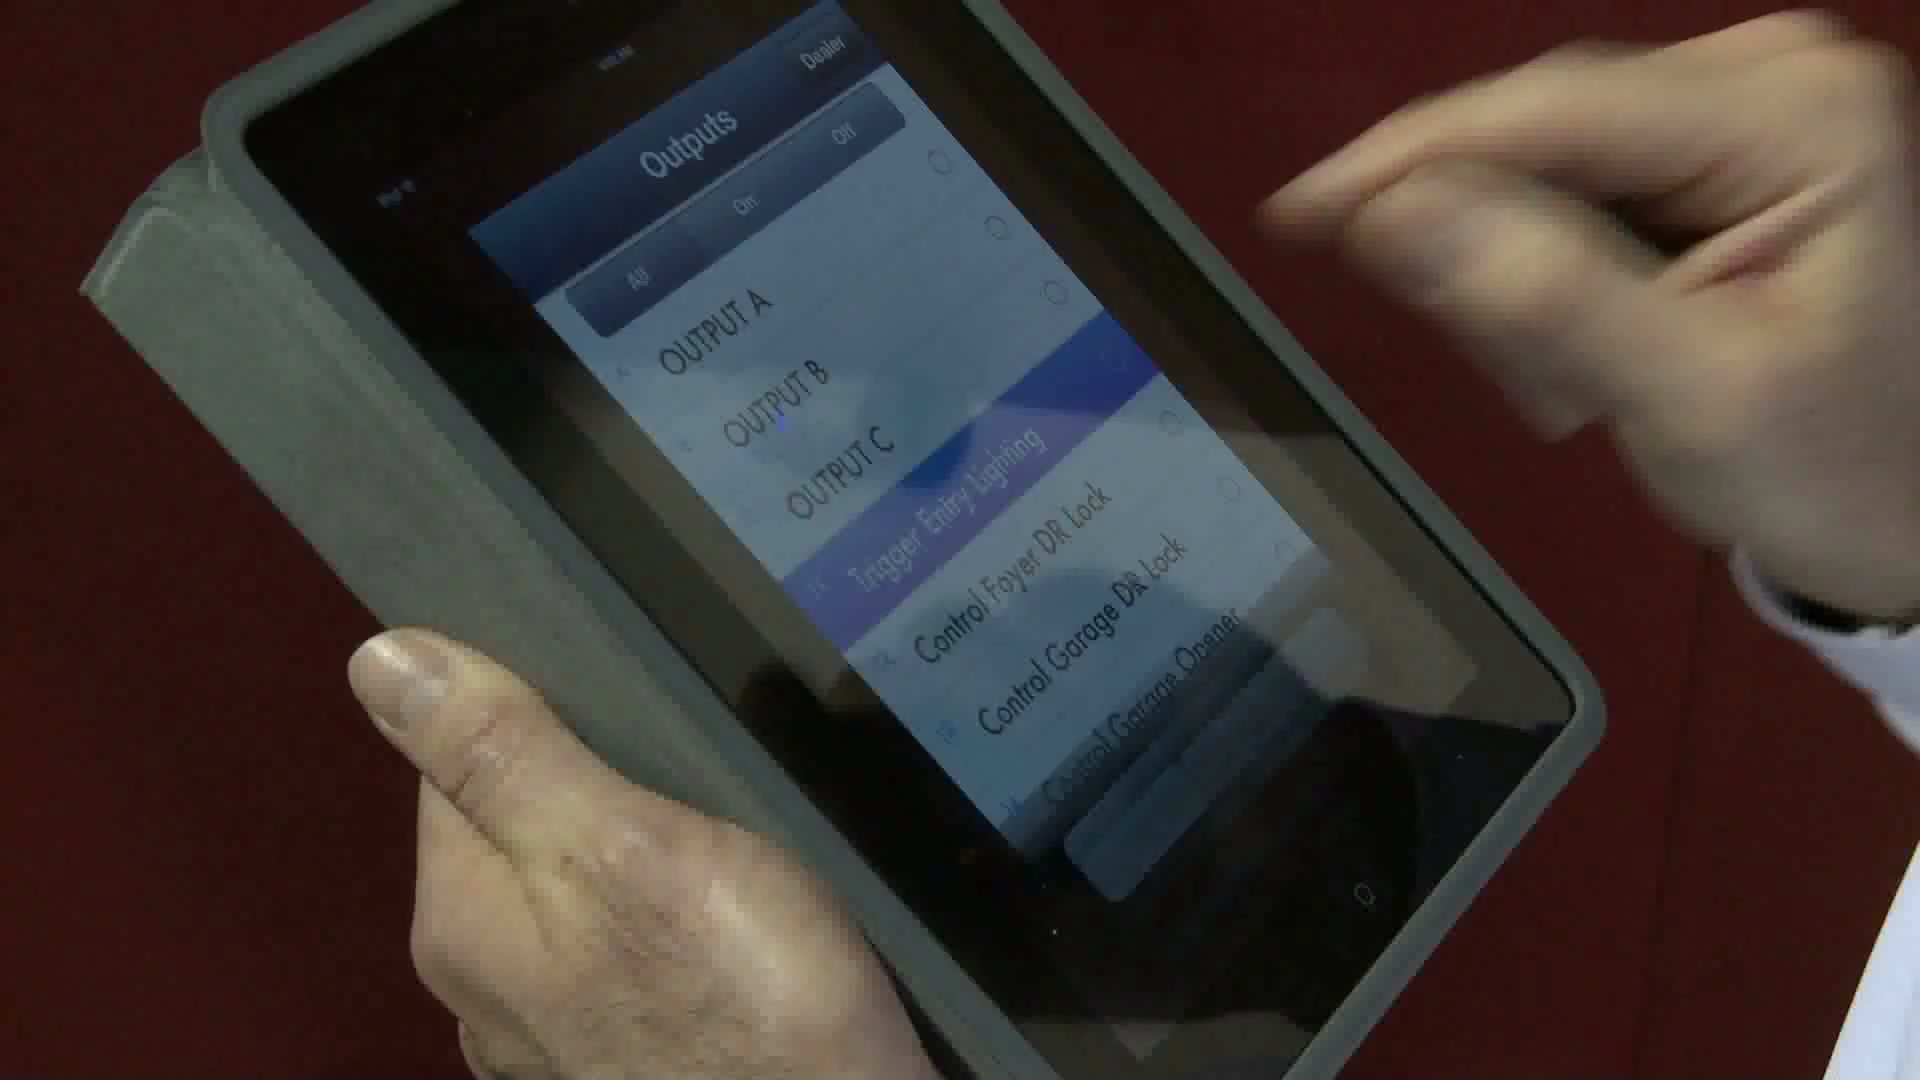 Dealer
Outputs
All On Off
OUTPUT A
OUTPUT B
OUTPUT C
Trigger Entry Lighting
Control Foyer DR Lock
Control Garage DR Lock
Control Garage Opener